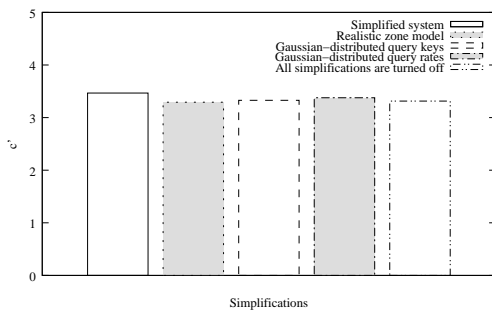 5
4
3
2
1
0
c'
Simplified system
Realistic zone model
Gaussian−distributed query keys
Gaussian−distributed query rates
All simplifications are turned off
Simplifications